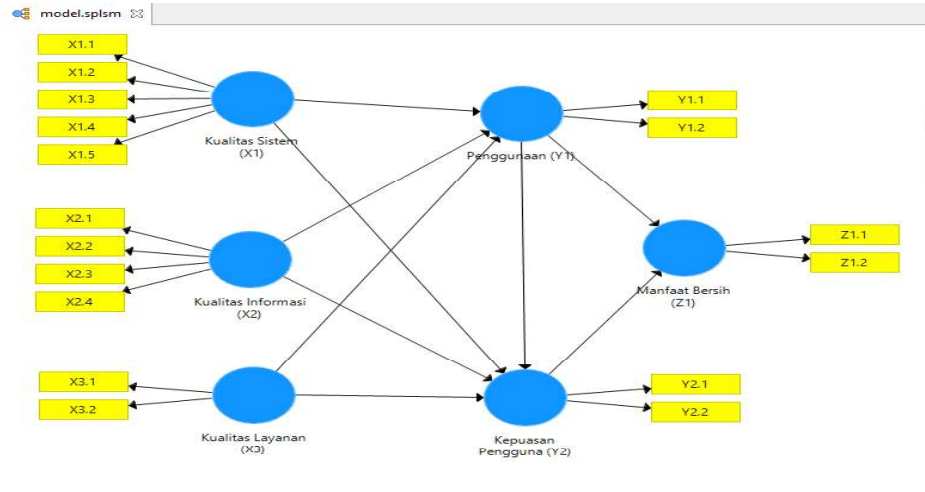 model.splsm
X1.1
X1.2
X1.3
X1.4
X1.5
Kualitas Sistem
(X1)
Penggunaan (Y1)
Y1.1
Y1.2
X2.1
X2.2
X2.3
X2.4
Kualitas Informasi
(X2)
Manfaat Bersih
(Z1)
Z1.1
Z1.2
X3.1
X3.2
Kualitas Layanan
(X3)
Kepuasan
Pengguna (Y2)
Y2.1
Y2.2